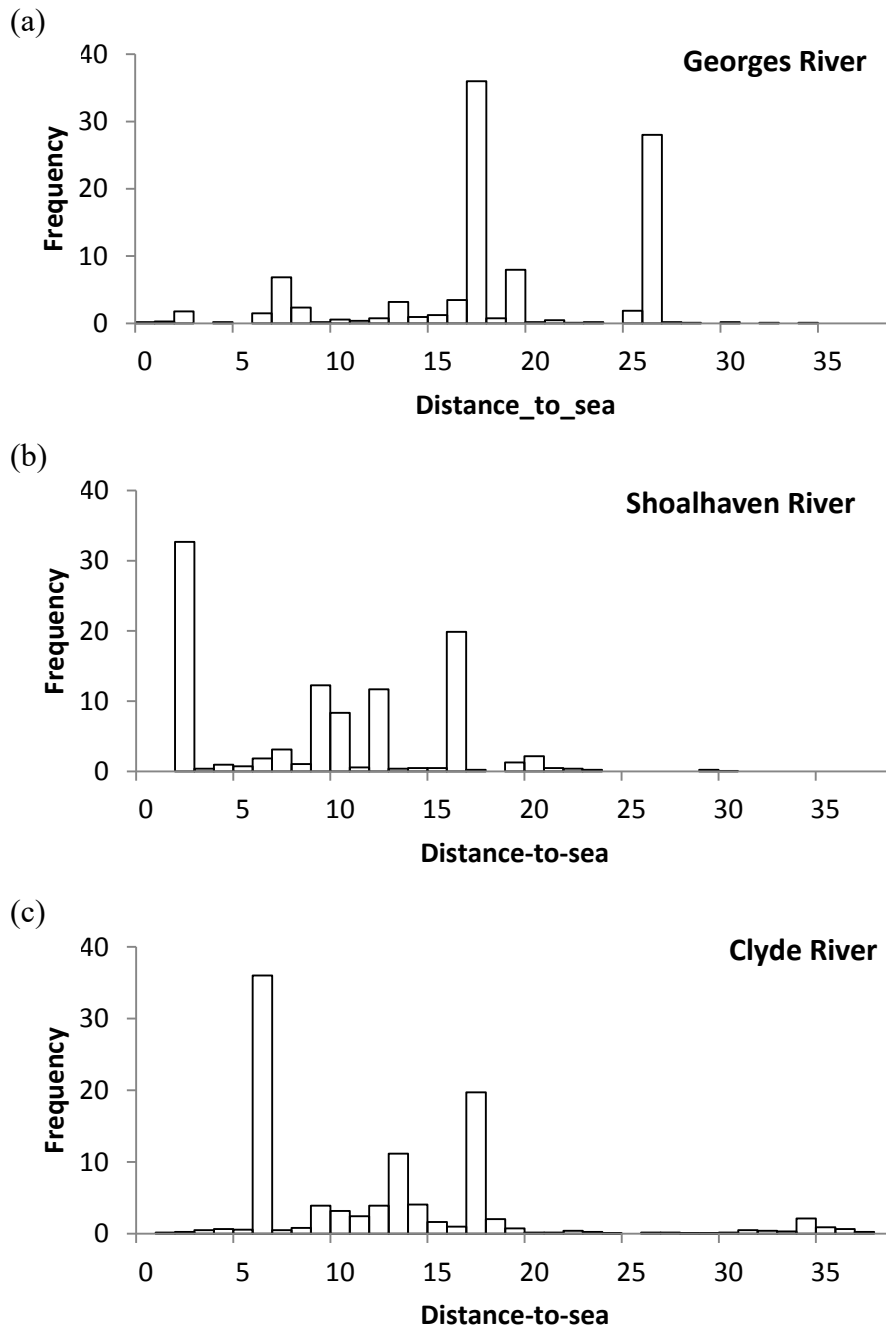 (a)
Georges River
Frequency
40
30
20
10
0
0 5 10 15 20 25 30 35
Distance_to_sea
(b)
Shoalhaven River
Frequency
40
30
20
10
0
0 5 10 15 20 25 30 35
Distance-to-sea
(c)
Clyde River
Frequency
40
30
20
10
0
0 5 10 15 20 25 30 35
Distance-to-sea